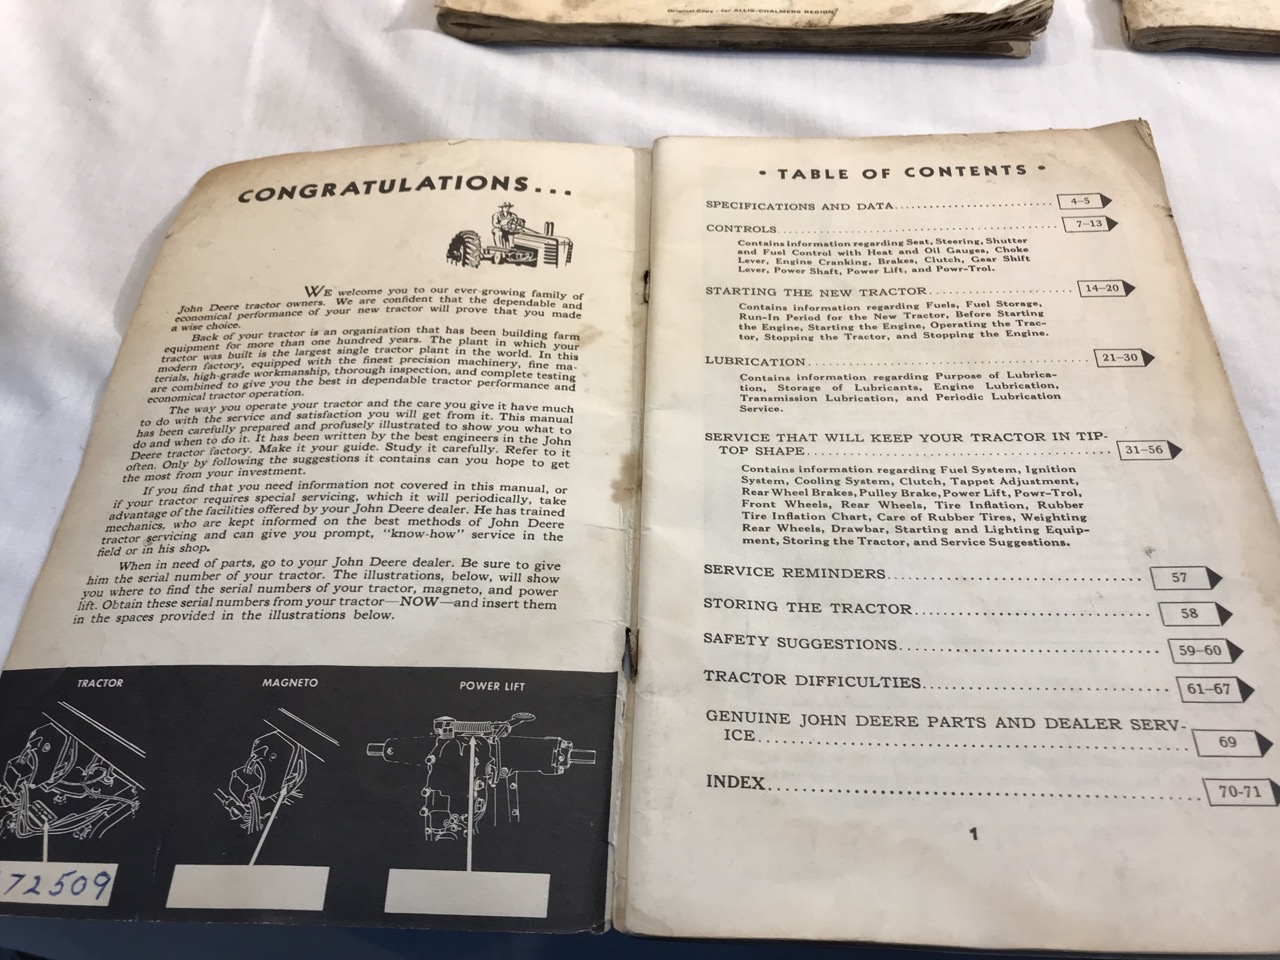 Original Copy - for ALLIS-CHALMERS REGION
CONGRATULATIONS...
WE welcome you to our ever-growing family of
John Deere tractor owners. We are confident that the dependable and
economical performance of your new tractor will prove that you made
a wise choice.
Back of your tractor is an organization that has been building farm
equipment for more than one hundred years. The plant in which your
tractor was built is the largest single tractor plant in the world. In this
modern factory, equipped with the finest precision machinery, fine ma-
terials, high-grade workmanship, thorough inspection, and complete testing
are combined to give you the best in dependable tractor performance and
economical tractor operation.
The way you operate your tractor and the care you give it have much
to do with the service and satisfaction you will get from it. This manual
has been carefully prepared and profusely illustrated to show you what to
do and when to do it. It has been written by the best engineers in the John
Deere tractor factory. Make it your guide. Study it carefully. Refer to it
often. Only by following the suggestions it contains can you hope to get
the most from your investment.
If you find that you need information not covered in this manual, or
if your tractor requires special servicing, which it will periodically, take
advantage of the facilities offered by your John Deere dealer. He has trained
mechanics, who are kept informed on the best methods of John Deere
tractor servicing and can give you prompt, "know-how" service in the
field or in his shop.
When in need of parts, go to your John Deere dealer. Be sure to give
him the serial number of your tractor. The illustrations, below, will show
you where to find the serial numbers of your tractor, magneto, and power
lift. Obtain these serial numbers from your tractor—NOW—and insert them
in the spaces provided in the illustrations below.
TRACTOR
MAGNETO
POWER LIFT
72509
• TABLE OF CONTENTS •
SPECIFICATIONS AND DATA 4–5
CONTROLS 7–13
Contains information regarding Seat, Steering, Shutter
and Fuel Control with Heat and Oil Gauges, Choke
Lever, Engine Cranking, Brakes, Clutch, Gear Shift
Lever, Power Shaft, Power Lift, and Powr-Trol.
STARTING THE NEW TRACTOR 14–20
Contains information regarding Fuels, Fuel Storage,
Run-In Period for the New Tractor, Before Starting
the Engine, Starting the Engine, Operating the Trac-
tor, Stopping the Tractor, and Stopping the Engine.
LUBRICATION 21–30
Contains information regarding Purpose of Lubrica-
tion, Storage of Lubricants, Engine Lubrication,
Transmission Lubrication, and Periodic Lubrication
Service.
SERVICE THAT WILL KEEP YOUR TRACTOR IN TIP-
TOP SHAPE 31–56
Contains information regarding Fuel System, Ignition
System, Cooling System, Clutch, Tappet Adjustment,
Rear Wheel Brakes, Pulley Brake, Power Lift, Powr-Trol,
Front Wheels, Rear Wheels, Tire Inflation, Rubber
Tire Inflation Chart, Care of Rubber Tires, Weighting
Rear Wheels, Drawbar, Starting and Lighting Equip-
ment, Storing the Tractor, and Service Suggestions.
SERVICE REMINDERS 57
STORING THE TRACTOR 58
SAFETY SUGGESTIONS 59–60
TRACTOR DIFFICULTIES 61–67
GENUINE JOHN DEERE PARTS AND DEALER SERV-
ICE 69
INDEX 70-71
1